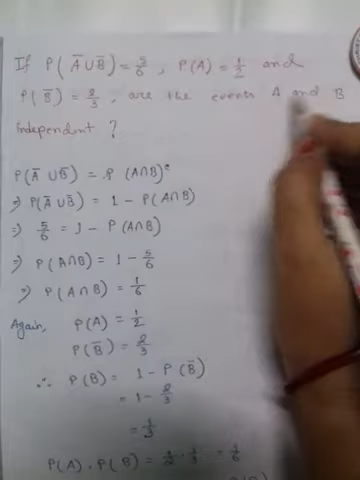 If P(A̅ ∪ B̅) = 5/6, P(A) = 1/2 and
P(B̅) = 2/3, are the events A and B
Independent ?
P(A̅ ∪ B̅) = P(A∩B)ᶜ
⇒ P(A̅ ∪ B̅) = 1 - P(A∩B)
⇒ 5/6 = 1 - P(A∩B)
⇒ P(A∩B) = 1 - 5/6
⇒ P(A∩B) = 1/6
Again, P(A) = 1/2
P(B̅) = 2/3
∴ P(B) = 1 - P(B̅)
= 1 - 2/3
= 1/3
P(A) . P(B) = 1/2 . 1/3 = 1/6